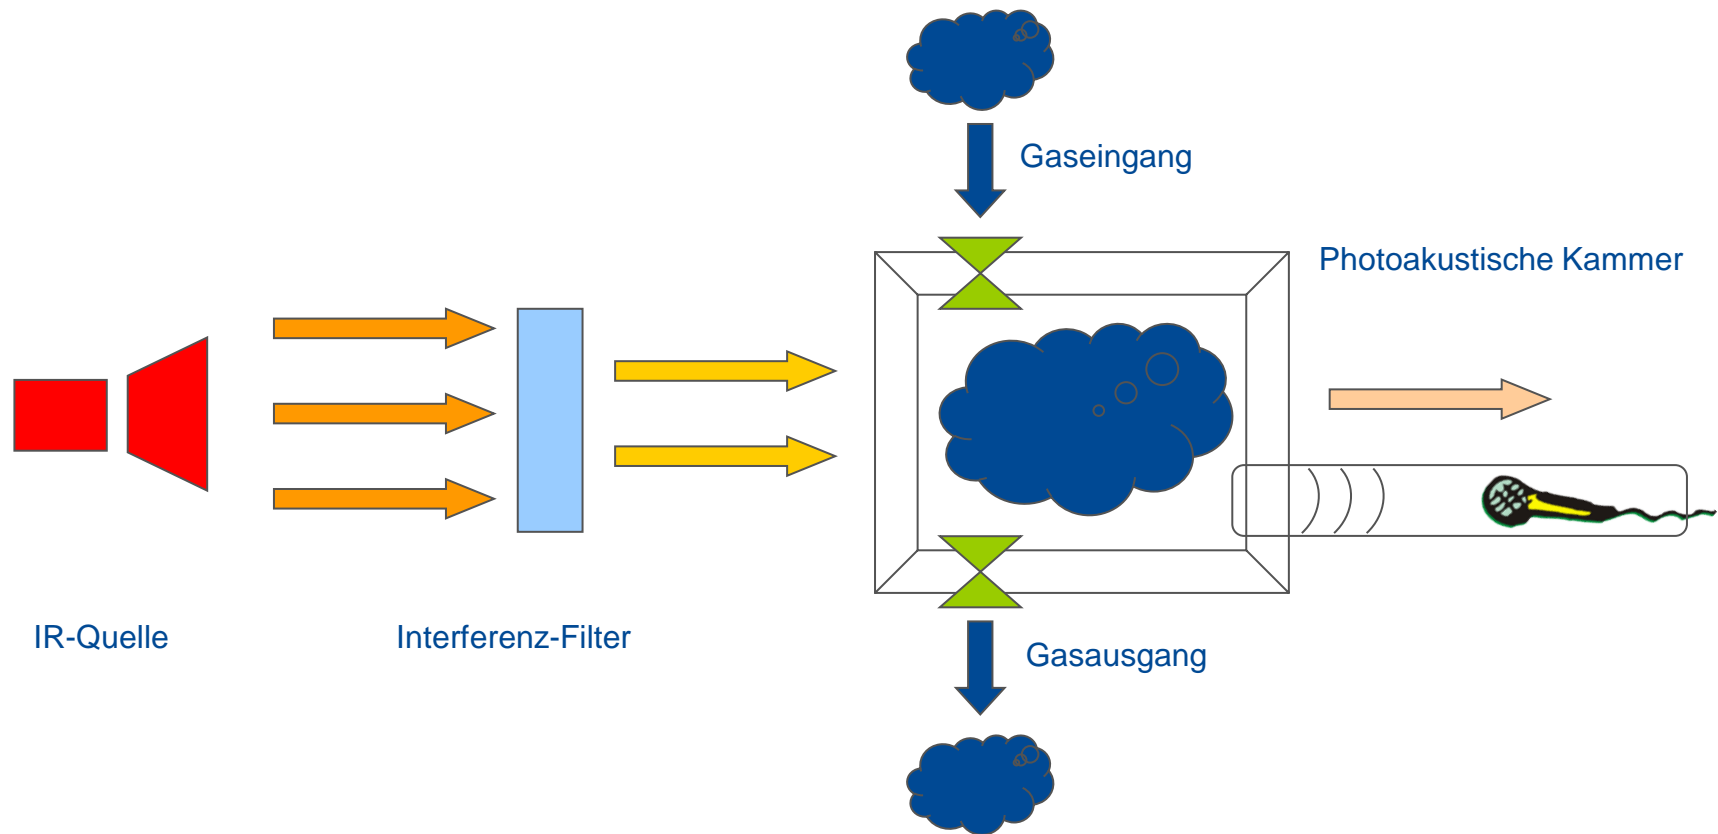 Gaseingang
Photoakustische Kammer
IR-Quelle
Interferenz-Filter
Gasausgang